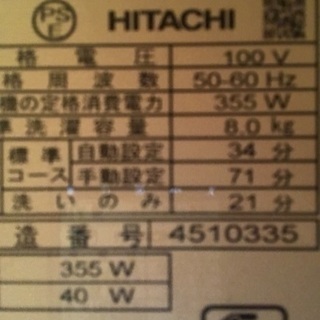 PS
E HITACHI
格電圧 100 V
格周波数 50-60 Hz
機の定格消費電力 355 W
準洗濯容量 8.0 kg
標準コース 自動設定 34 分
手動設定 71 分
洗いのみ 21 分
造番号 4510335
355 W
40 W